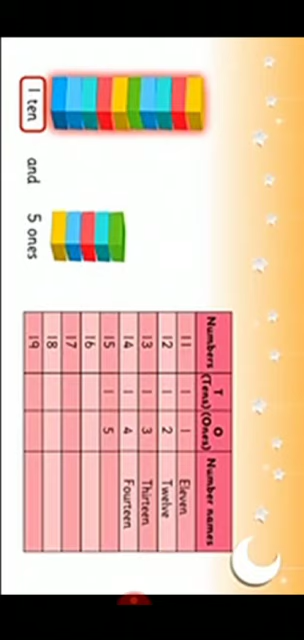 1 ten and 5 ones
Numbers T (Tens) O (Ones) Number names
11 1 1 Eleven
12 1 2 Twelve
13 1 3 Thirteen
14 1 4 Fourteen
15 1 5
16
17
18
19